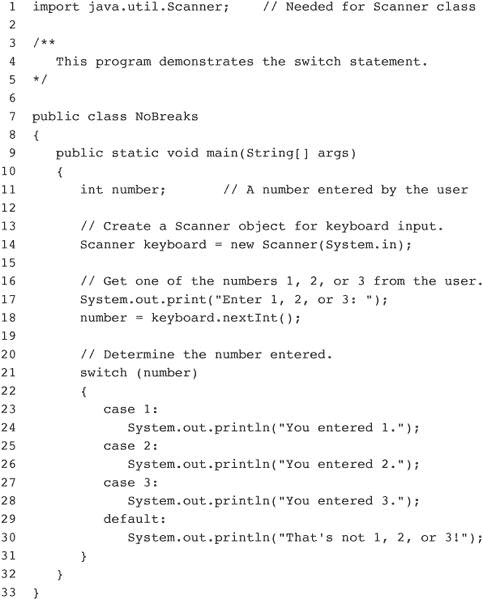 1 import java.util.Scanner; // Needed for Scanner class
2
3 /**
4 This program demonstrates the switch statement.
5 */
6
7 public class NoBreaks
8 {
9 public static void main(String[] args)
10 {
11 int number; // A number entered by the user
12
13 // Create a Scanner object for keyboard input.
14 Scanner keyboard = new Scanner(System.in);
15
16 // Get one of the numbers 1, 2, or 3 from the user.
17 System.out.print("Enter 1, 2, or 3: ");
18 number = keyboard.nextInt();
19
20 // Determine the number entered.
21 switch (number)
22 {
23 case 1:
24 System.out.println("You entered 1.");
25 case 2:
26 System.out.println("You entered 2.");
27 case 3:
28 System.out.println("You entered 3.");
29 default:
30 System.out.println("That's not 1, 2, or 3!");
31 }
32 }
33 }